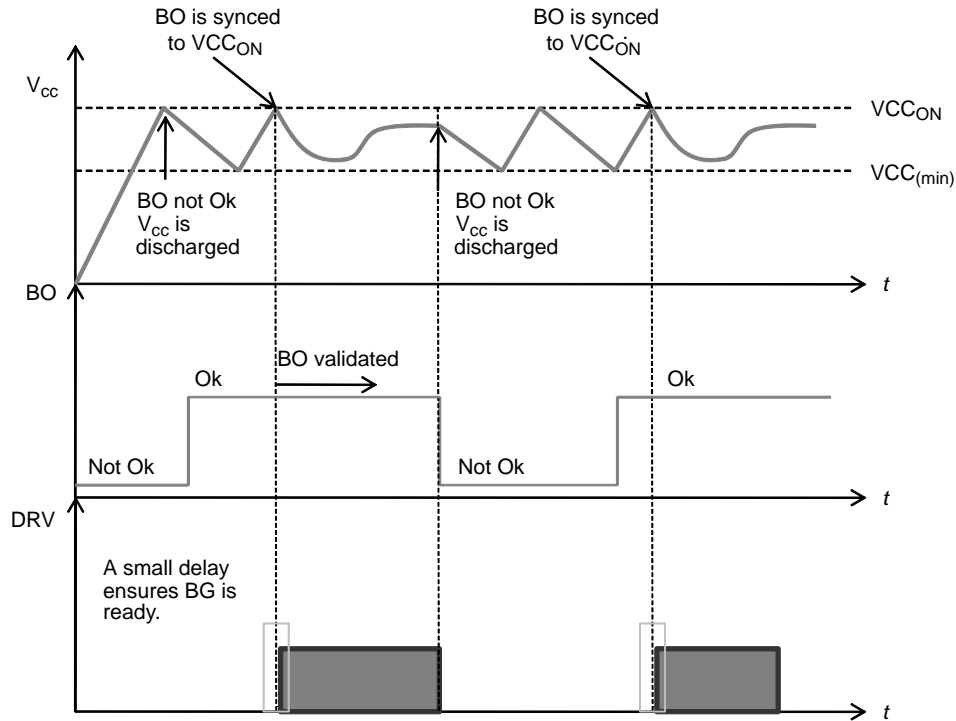 BO is synced
to VCC_ON
BO is synced
to VCC_ON
V_cc
VCC_ON
VCC_(min)
BO not Ok
V_cc is
discharged
BO not Ok
V_cc is
discharged
t
BO
BO validated
Ok
Ok
Not Ok
Not Ok
t
DRV
A small delay
ensures BG is
ready.
t